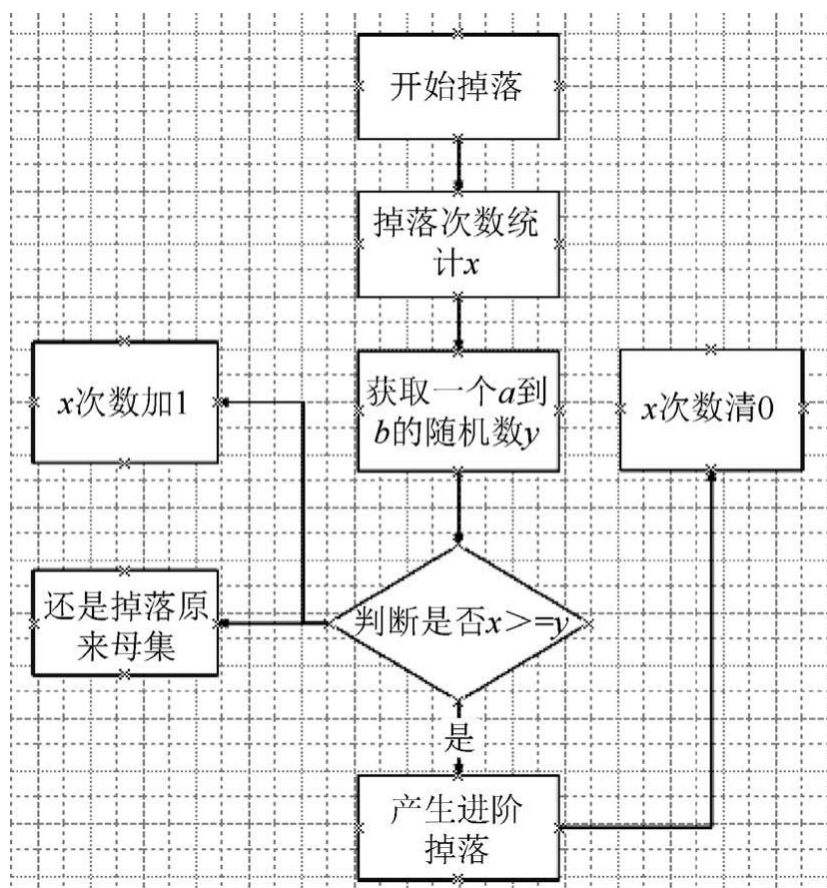 开始掉落
掉落次数统
计x
x次数加1
获取一个a到
b的随机数y
x次数清0
还是掉落原
来母集
判断是否x>=y
是
产生进阶
掉落